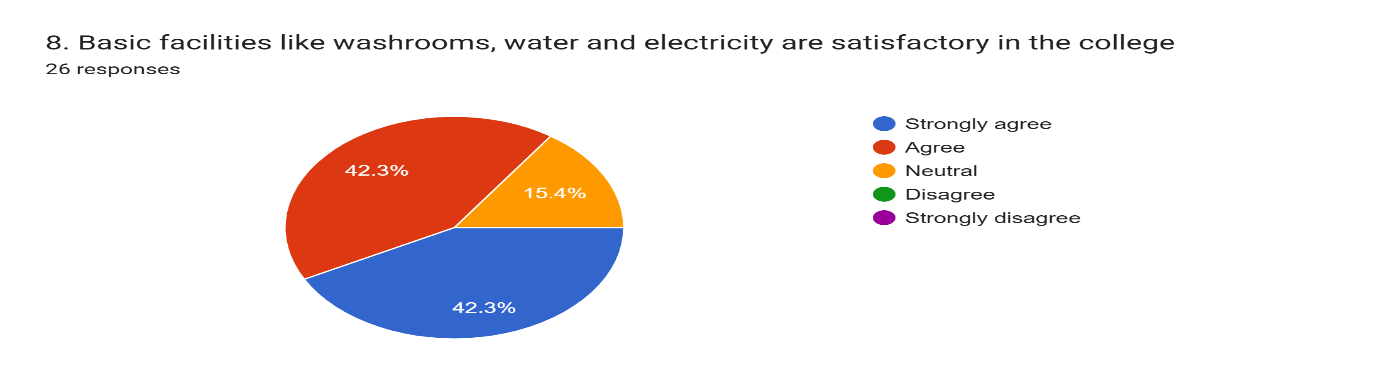 8. Basic facilities like washrooms, water and electricity are satisfactory in the college
26 responses
42.3%
15.4%
42.3%
Strongly agree
Agree
Neutral
Disagree
Strongly disagree